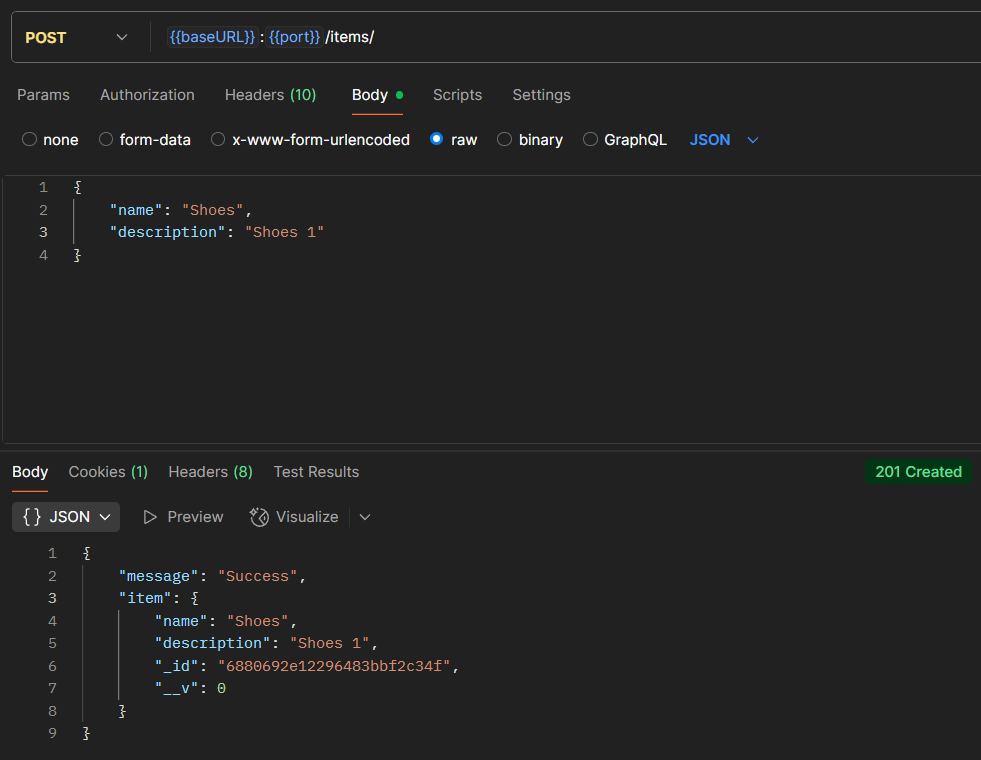 POST {{baseURL}} : {{port}} /items/
Params Authorization Headers (10) Body Scripts Settings
none form-data x-www-form-urlencoded raw binary GraphQL JSON
1 {
2 "name": "Shoes",
3 "description": "Shoes 1"
4 }
Body Cookies (1) Headers (8) Test Results 201 Created
{} JSON Preview Visualize
1 {
2 "message": "Success",
3 "item": {
4 "name": "Shoes",
5 "description": "Shoes 1",
6 "_id": "6880692e12296483bbf2c34f",
7 "__v": 0
8 }
9 }